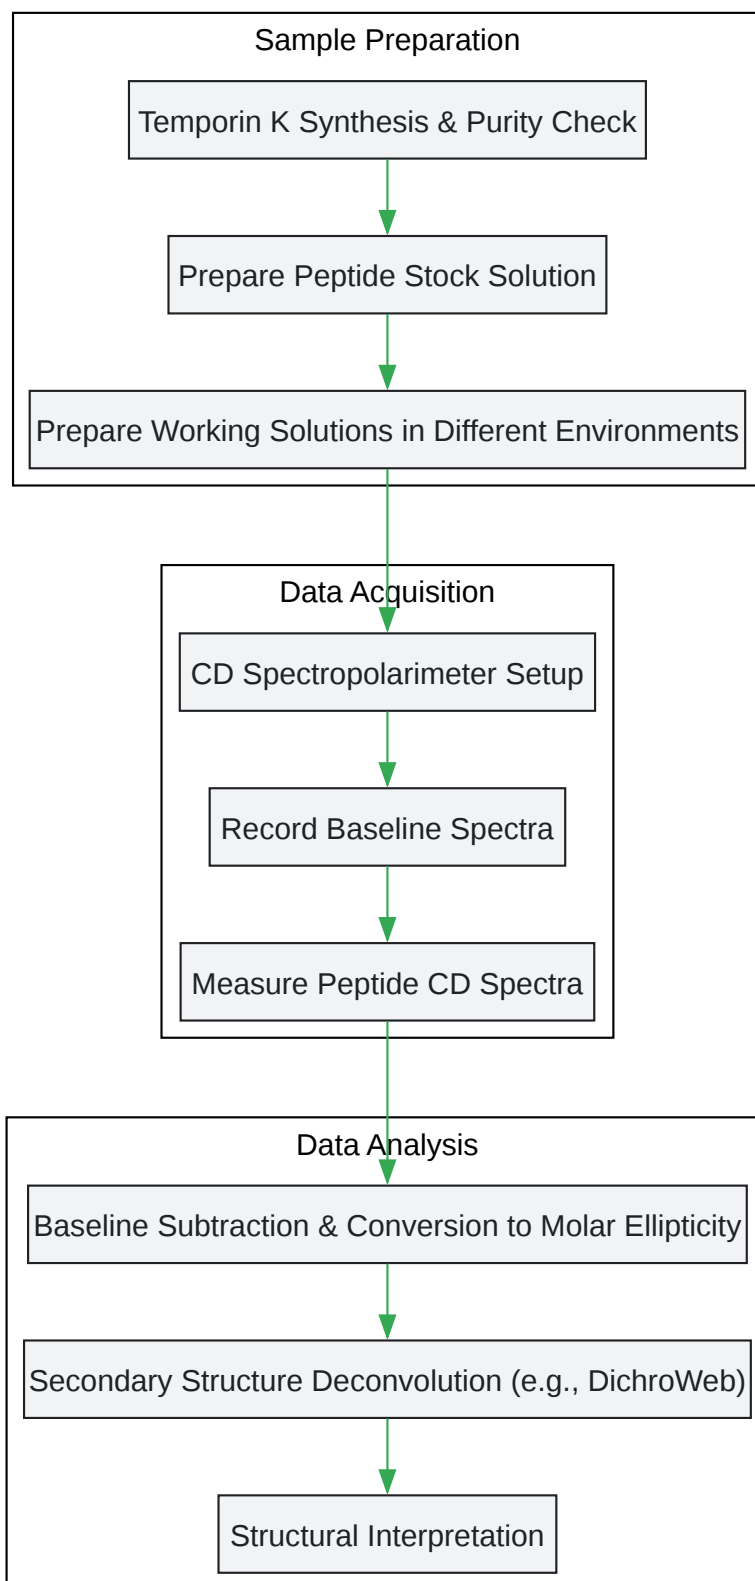 Sample Preparation
Temporin K Synthesis & Purity Check
Prepare Peptide Stock Solution
Prepare Working Solutions in Different Environments
Data Acquisition
CD Spectropolarimeter Setup
Record Baseline Spectra
Measure Peptide CD Spectra
Data Analysis
Baseline Subtraction & Conversion to Molar Ellipticity
Secondary Structure Deconvolution (e.g., DichroWeb)
Structural Interpretation